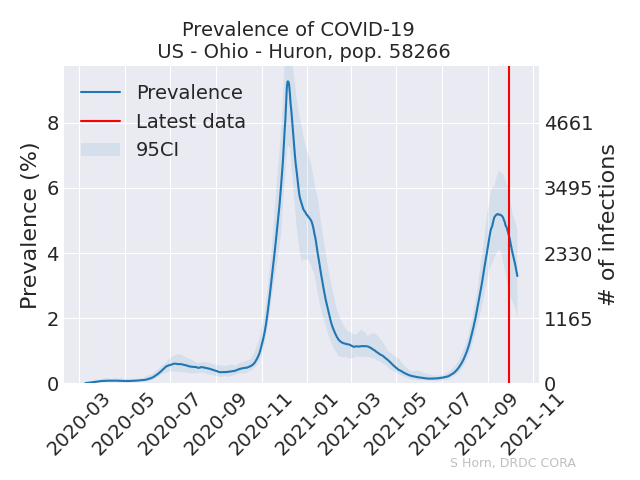 Prevalence of COVID-19
US - Ohio - Huron, pop. 58266
Prevalence
Latest data
95CI
Prevalence (%)
8
6
4
2
0
# of infections
4661
3495
2330
1165
0
2020-03
2020-05
2020-07
2020-09
2020-11
2021-01
2021-03
2021-05
2021-07
2021-09
2021-11
S Horn, DRDC CORA